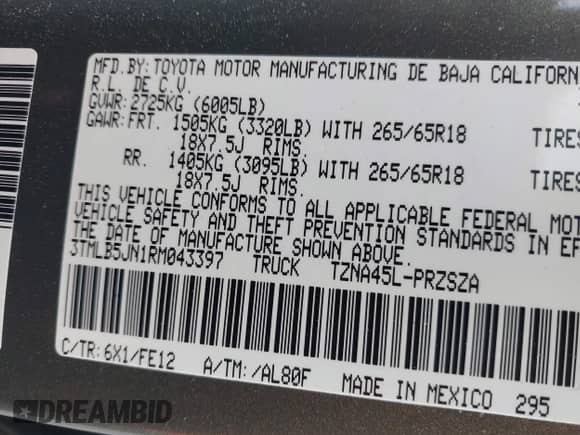 MFD.BY: TOYOTA MOTOR MANUFACTURING DE BAJA CALIFORN
R.L. DE C.V.
GVWR: 2725KG (6005LB)
GAWR: FRT. 1505KG (3320LB) WITH 265/65R18 TIRES
18X7.5J RIMS.
RR. 1405KG (3095LB) WITH 265/65R18 TIRES
18X7.5J RIMS.
THIS VEHICLE CONFORMS TO ALL APPLICABLE FEDERAL MOT
VEHICLE SAFETY AND THEFT PREVENTION STANDARDS IN EF
THE DATE OF MANUFACTURE SHOWN ABOVE.
3TMLB5JN1RM043397 TRUCK TZNA45L-PRZSZA
C/TR: 6X1/FE12 A/TM: /AL80F MADE IN MEXICO 295
DREAMBID